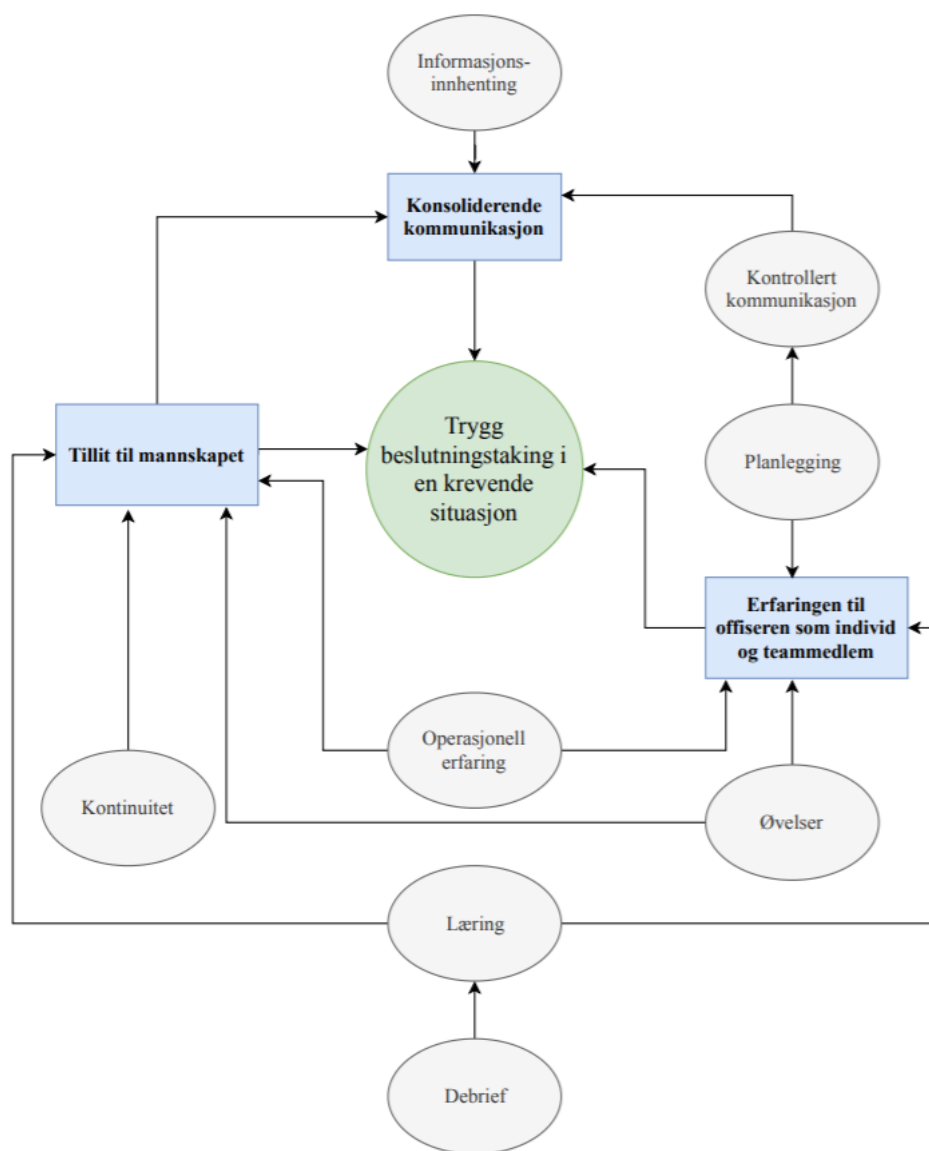 Informasjons-
innhenting
Konsoliderende
kommunikasjon
Kontrollert
kommunikasjon
Trygg
beslutningstaking i
en krevende
situasjon
Tillit til mannskapet
Planlegging
Erfaringen til
offiseren som individ
og teammedlem
Operasjonell
erfaring
Kontinuitet
Øvelser
Læring
Debrief